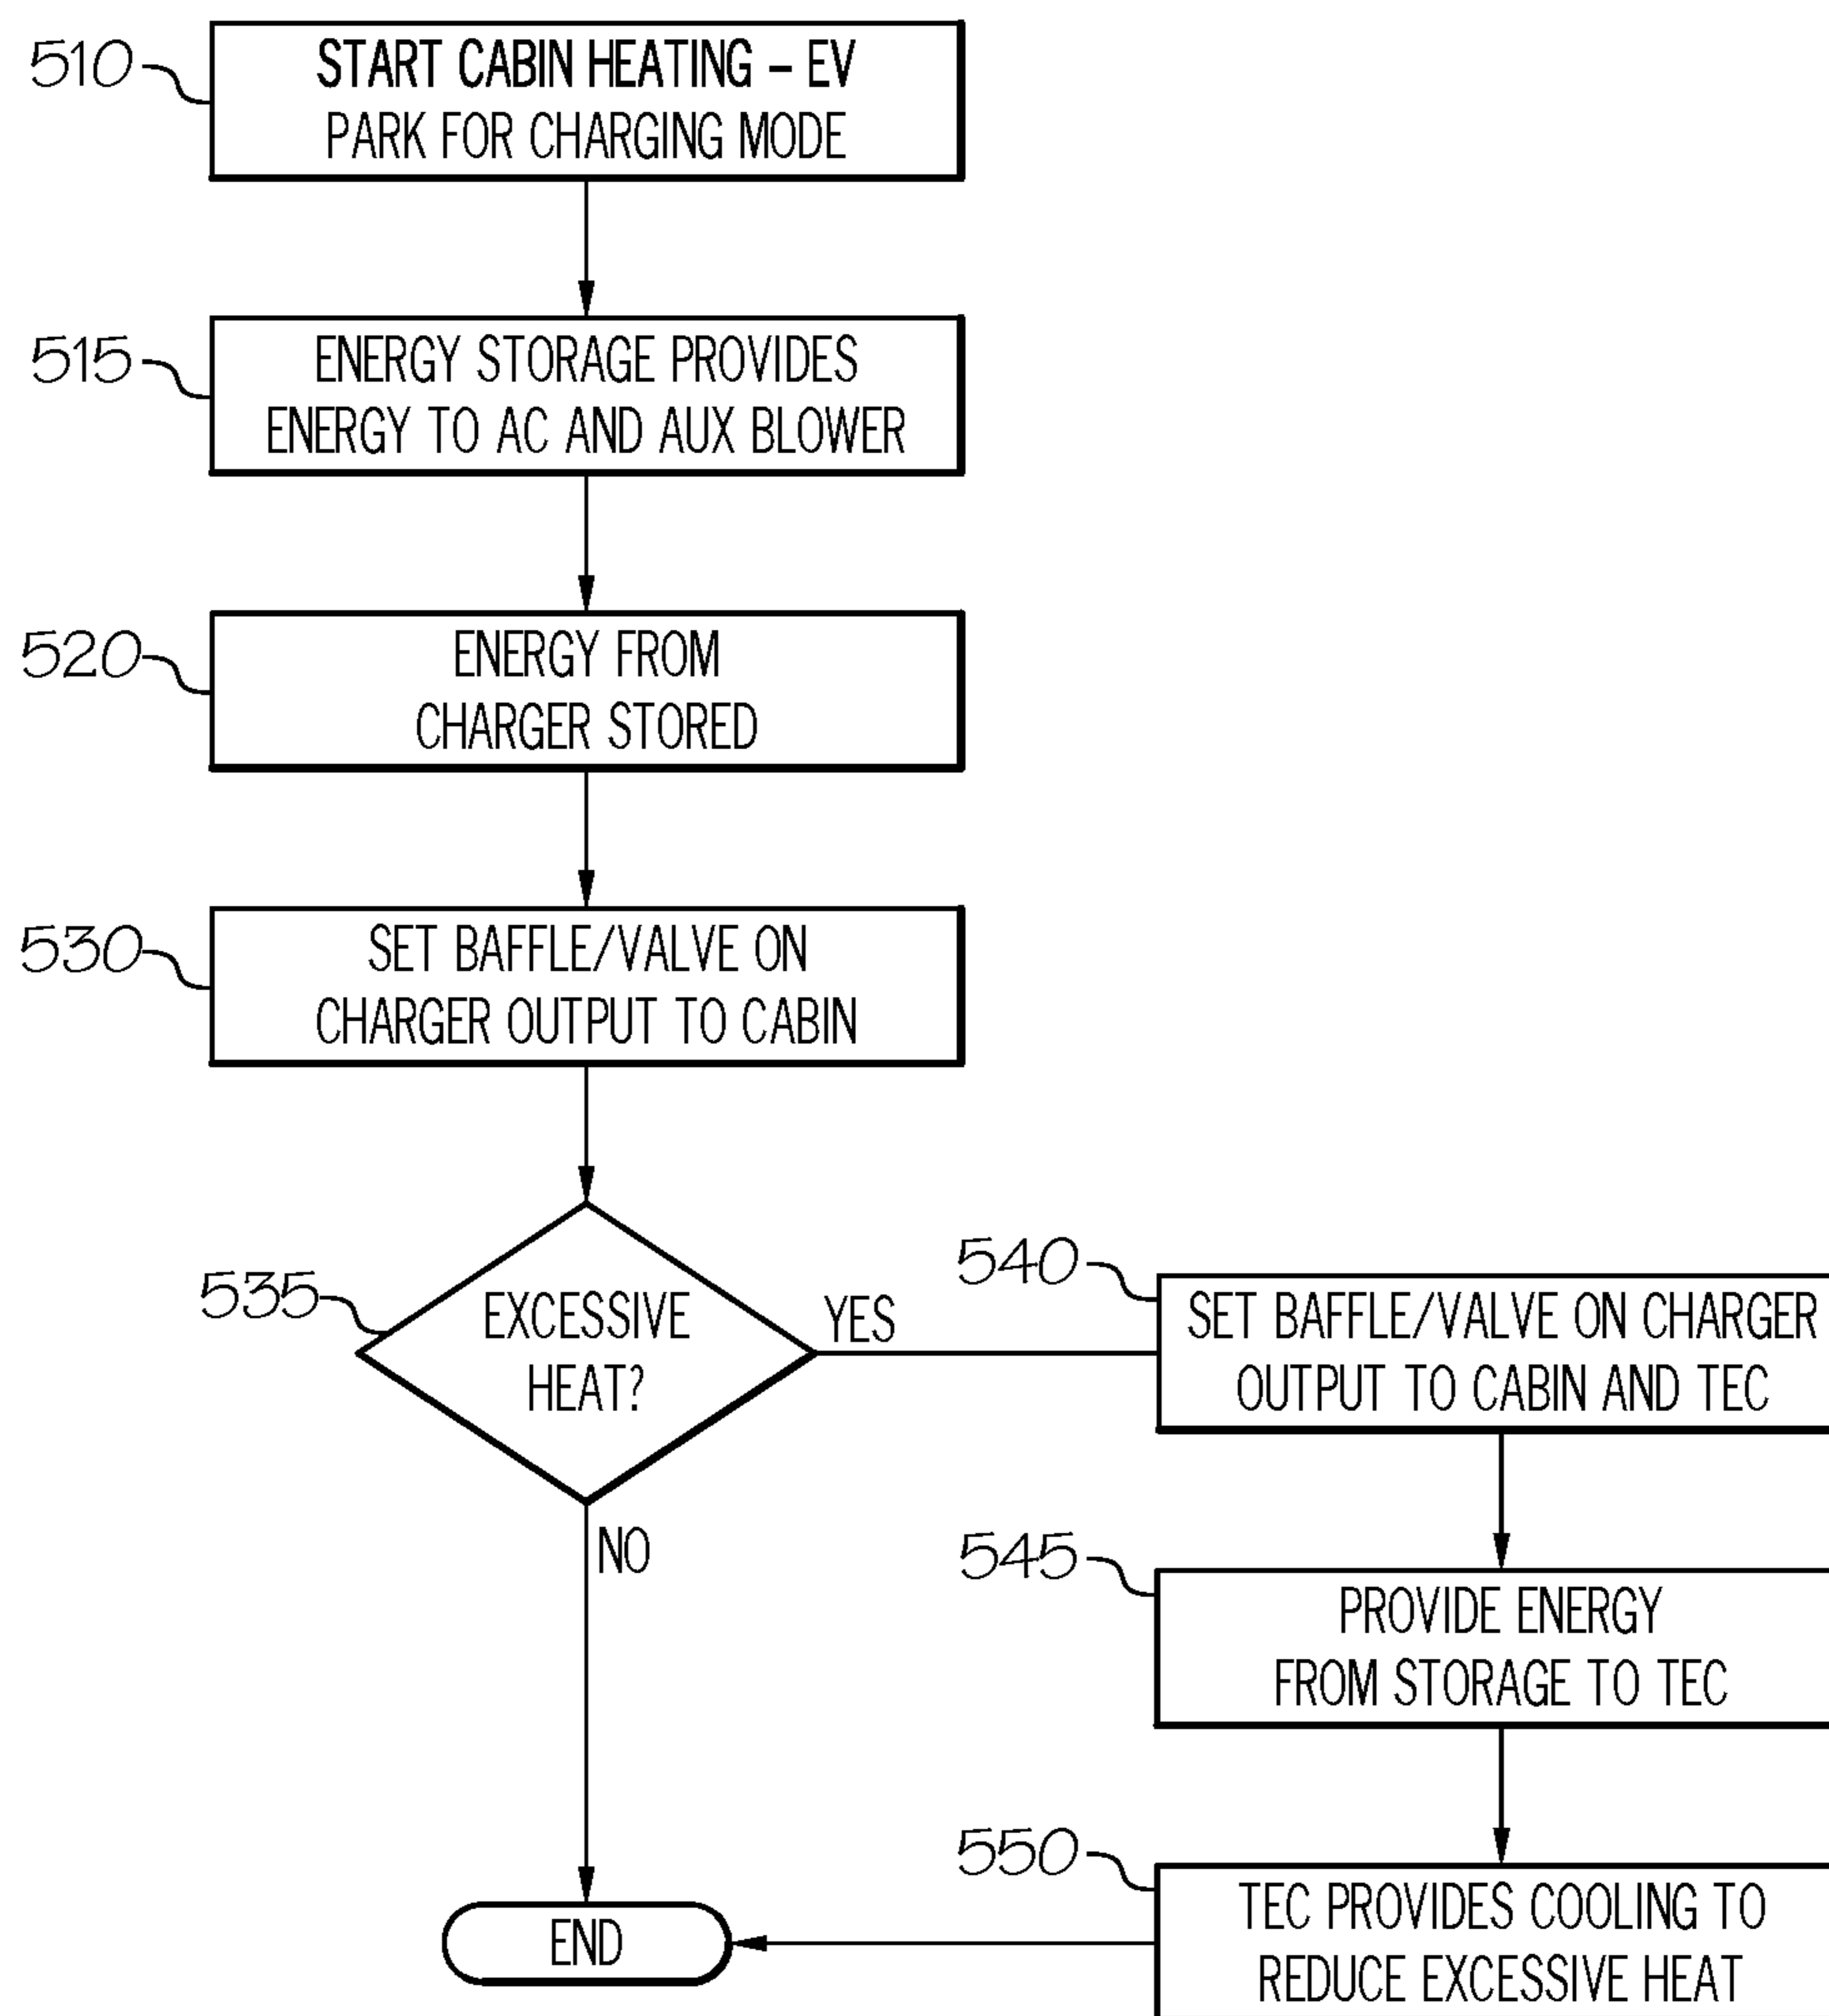 510
START CABIN HEATING – EV
PARK FOR CHARGING MODE
515
ENERGY STORAGE PROVIDES
ENERGY TO AC AND AUX BLOWER
520
ENERGY FROM
CHARGER STORED
530
SET BAFFLE/VALVE ON
CHARGER OUTPUT TO CABIN
535
EXCESSIVE
HEAT?
YES
NO
540
SET BAFFLE/VALVE ON CHARGER
OUTPUT TO CABIN AND TEC
545
PROVIDE ENERGY
FROM STORAGE TO TEC
550
TEC PROVIDES COOLING TO
REDUCE EXCESSIVE HEAT
END